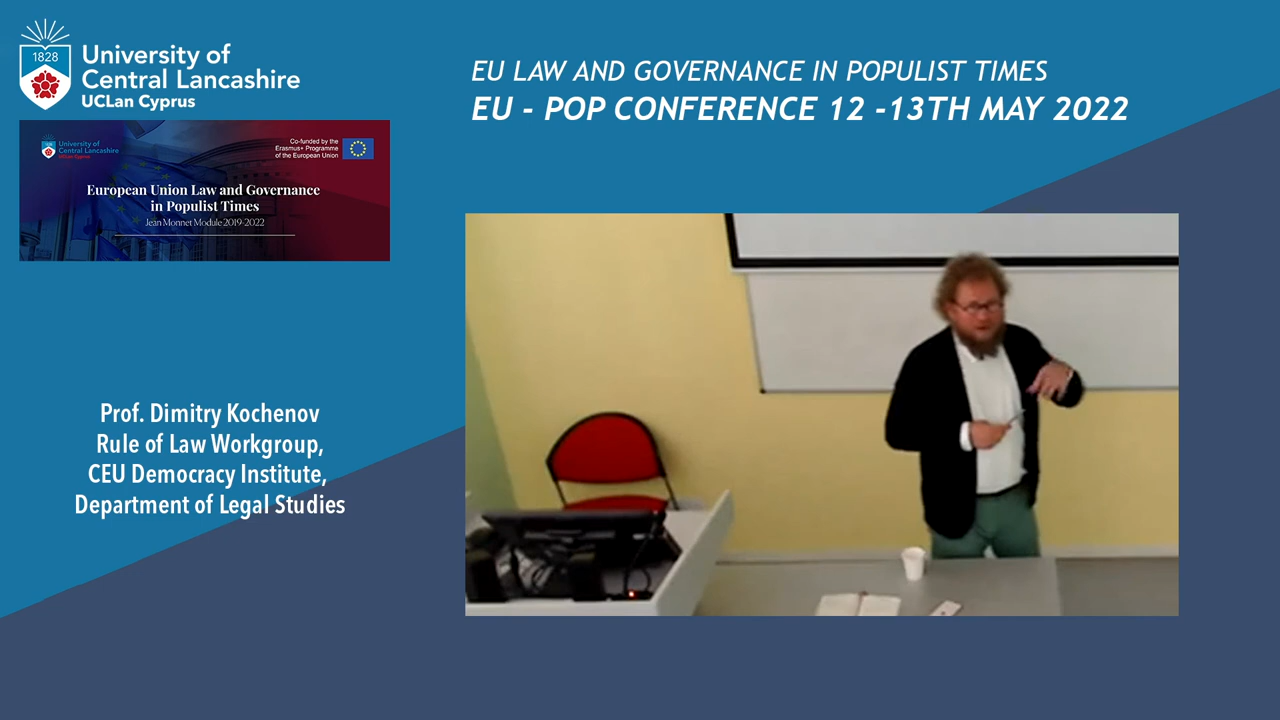 1828
University of
Central Lancashire
UCLan Cyprus
EU LAW AND GOVERNANCE IN POPULIST TIMES
EU - POP CONFERENCE 12 -13TH MAY 2022
University of
Central Lancashire
UCLan Cyprus
Co-funded by the
Erasmus+ Programme
of the European Union
European Union Law and Governance
in Populist Times
Jean Monnet Module 2019-2022
Prof. Dimitry Kochenov
Rule of Law Workgroup,
CEU Democracy Institute,
Department of Legal Studies